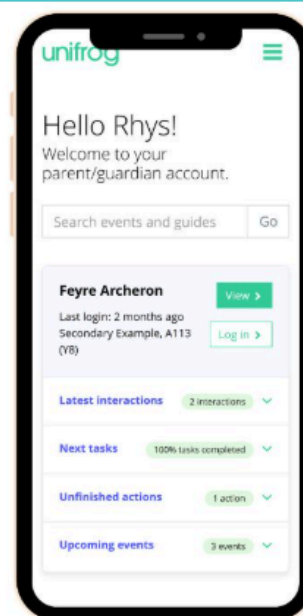 unifrog
Hello Rhys!
Welcome to your
parent/guardian account.
Search events and guides Go
Feyre Archeron View >
Last login: 2 months ago
Secondary Example, A113 Log in >
(Y8)
Latest interactions 2 interactions
Next tasks 100% tasks completed
Unfinished actions 1 action
Upcoming events 3 events